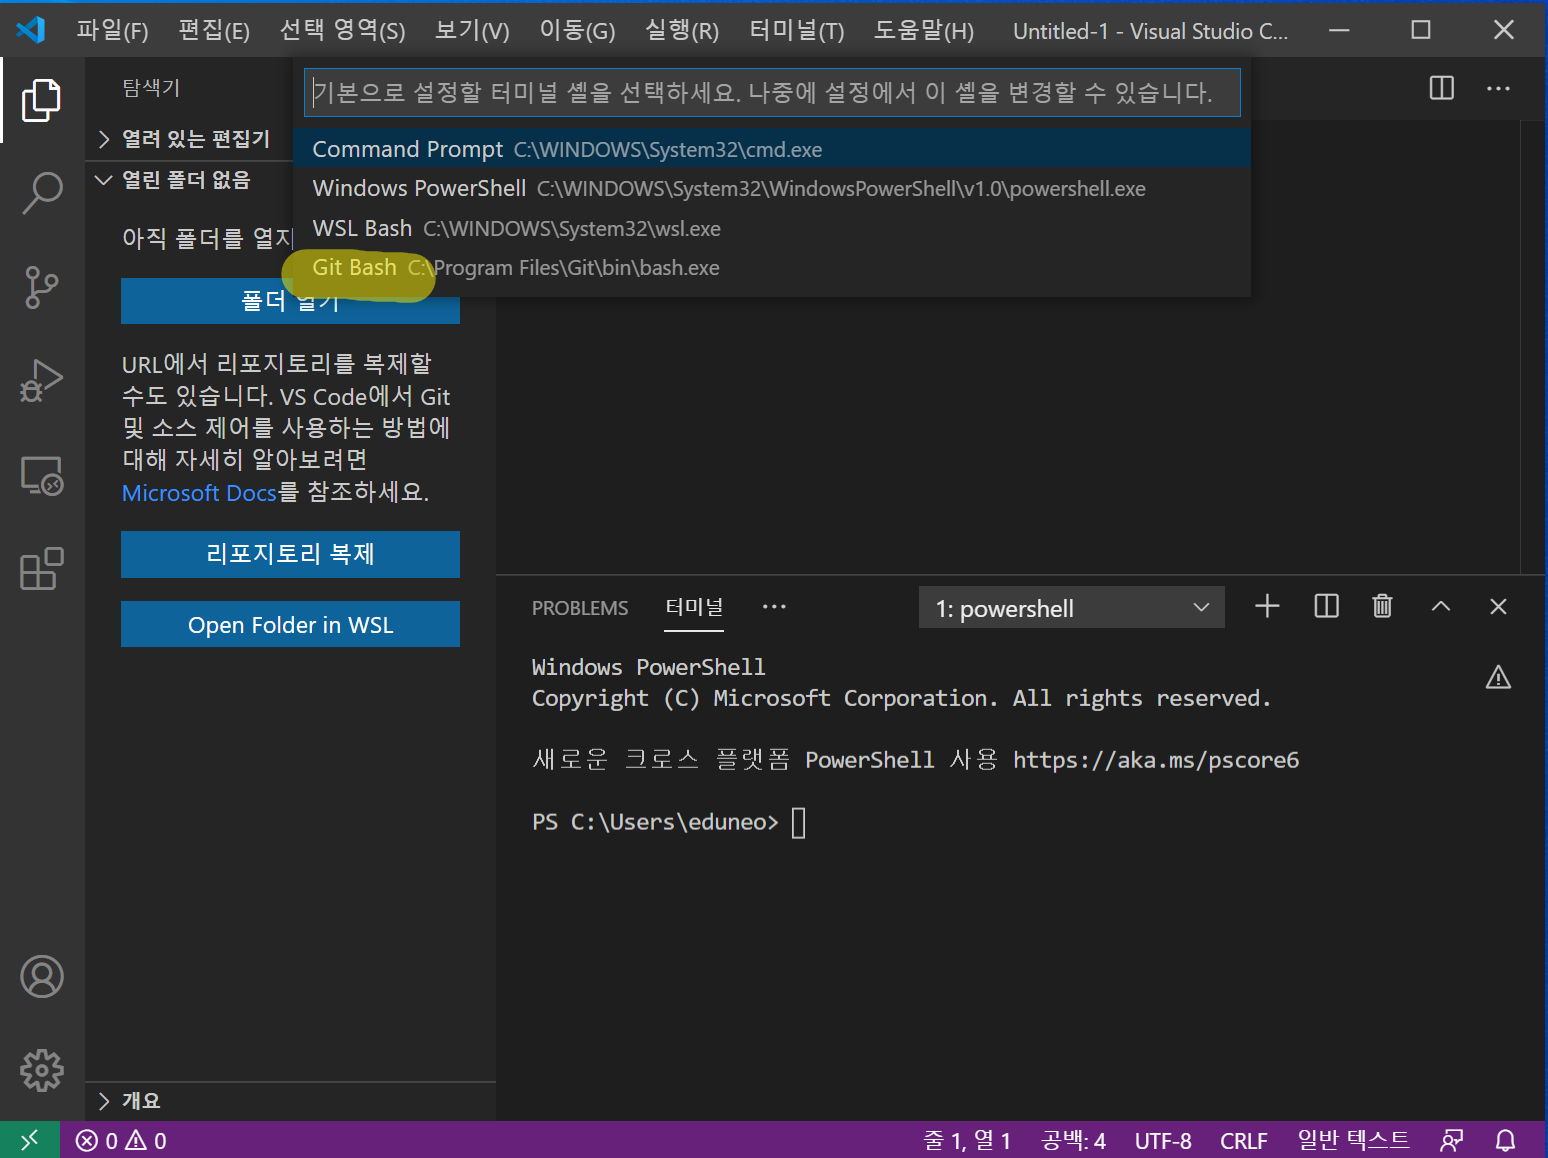 파일(F) 편집(E) 선택 영역(S) 보기(V) 이동(G) 실행(R) 터미널(T) 도움말(H) Untitled-1 - Visual Studio C...
탐색기
기본으로 설정할 터미널 셸을 선택하세요. 나중에 설정에서 이 셸을 변경할 수 있습니다.
Command Prompt C:\WINDOWS\System32\cmd.exe
Windows PowerShell C:\WINDOWS\System32\WindowsPowerShell\v1.0\powershell.exe
WSL Bash C:\WINDOWS\System32\wsl.exe
Git Bash C:\Program Files\Git\bin\bash.exe
열려 있는 편집기
열린 폴더 없음
아직 폴더를 열지
폴더 열기
URL에서 리포지토리를 복제할
수도 있습니다. VS Code에서 Git
및 소스 제어를 사용하는 방법에
대해 자세히 알아보려면
Microsoft Docs를 참조하세요.
리포지토리 복제
Open Folder in WSL
개요
PROBLEMS 터미널 ··· 1: powershell
Windows PowerShell
Copyright (C) Microsoft Corporation. All rights reserved.
새로운 크로스 플랫폼 PowerShell 사용 https://aka.ms/pscore6
PS C:\Users\eduneo>
0 0 줄 1, 열 1 공백: 4 UTF-8 CRLF 일반 텍스트